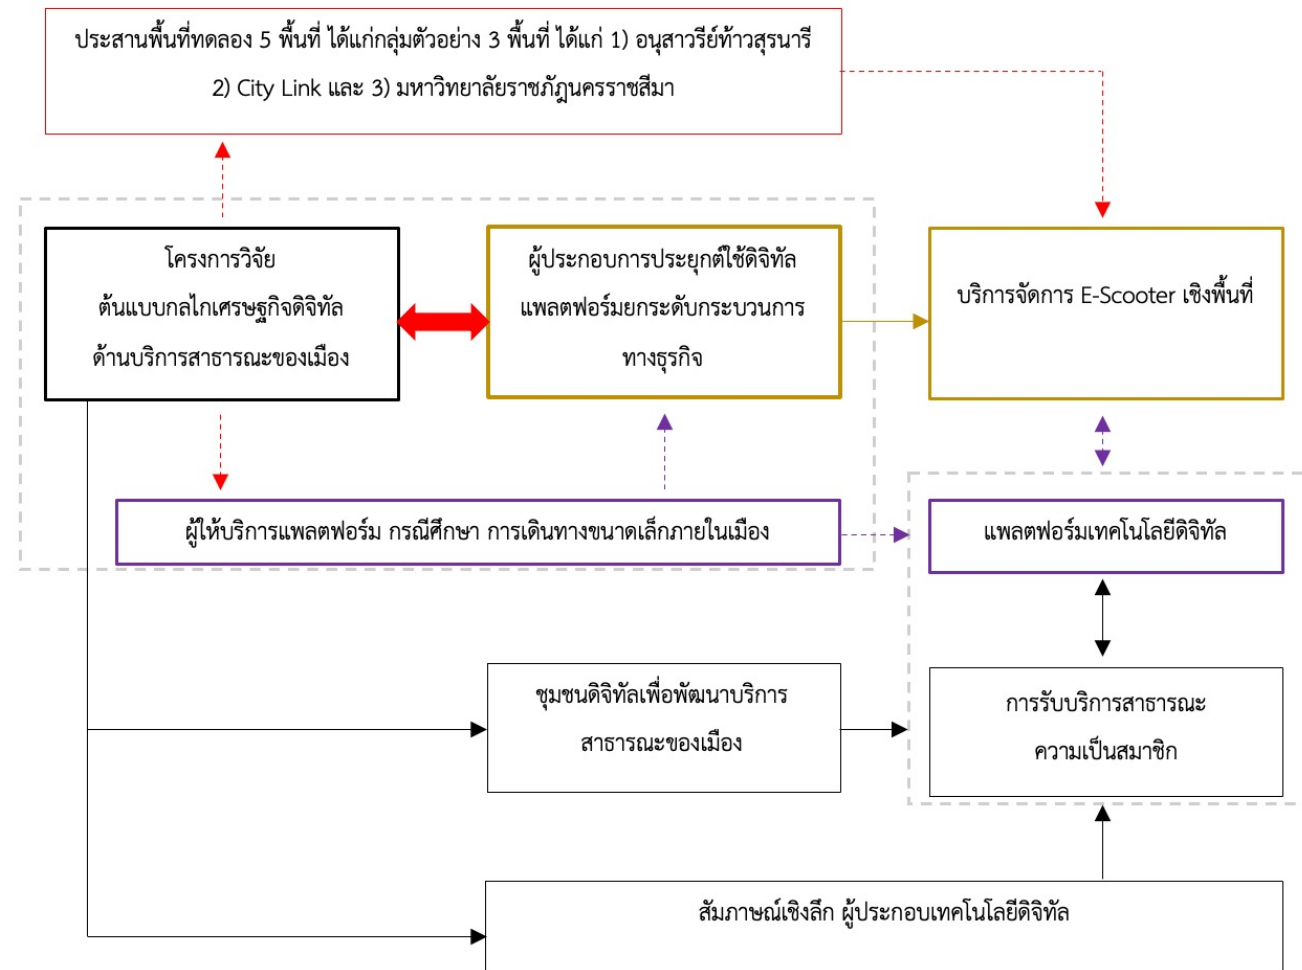 ประสานพื้นที่ทดลอง 5 พื้นที่ ได้แก่กลุ่มตัวอย่าง 3 พื้นที่ ได้แก่ 1) อนุสาวรีย์ท้าวสุรนารี
2) City Link และ 3) มหาวิทยาลัยราชภัฏนครราชสีมา
โครงการวิจัย
ต้นแบบกลไกเศรษฐกิจดิจิทัล
ด้านบริการสาธารณะของเมือง
ผู้ประกอบการประยุกต์ใช้ดิจิทัล
แพลตฟอร์มยกระดับกระบวนการ
ทางธุรกิจ
บริการจัดการ E-Scooter เชิงพื้นที่
ผู้ให้บริการแพลตฟอร์ม กรณีศึกษา การเดินทางขนาดเล็กภายในเมือง
แพลตฟอร์มเทคโนโลยีดิจิทัล
ชุมชนดิจิทัลเพื่อพัฒนาบริการ
สาธารณะของเมือง
การรับบริการสาธารณะ
ความเป็นสมาชิก
สัมภาษณ์เชิงลึก ผู้ประกอบเทคโนโลยีดิจิทัล